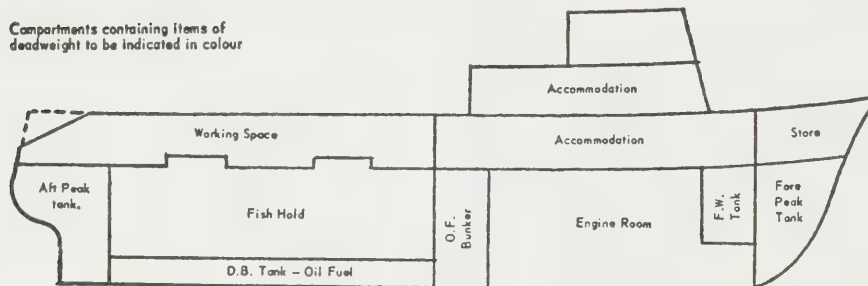 Compartments containing items of
deadweight to be indicated in colour
Accommodation
Working Space
Accommodation
Store
Aft Peak
tank.
Fish Hold
O.F.
Bunker
Engine Room
F.W.
Tank
Fore
Peak
Tank
D.B. Tank – Oil Fuel